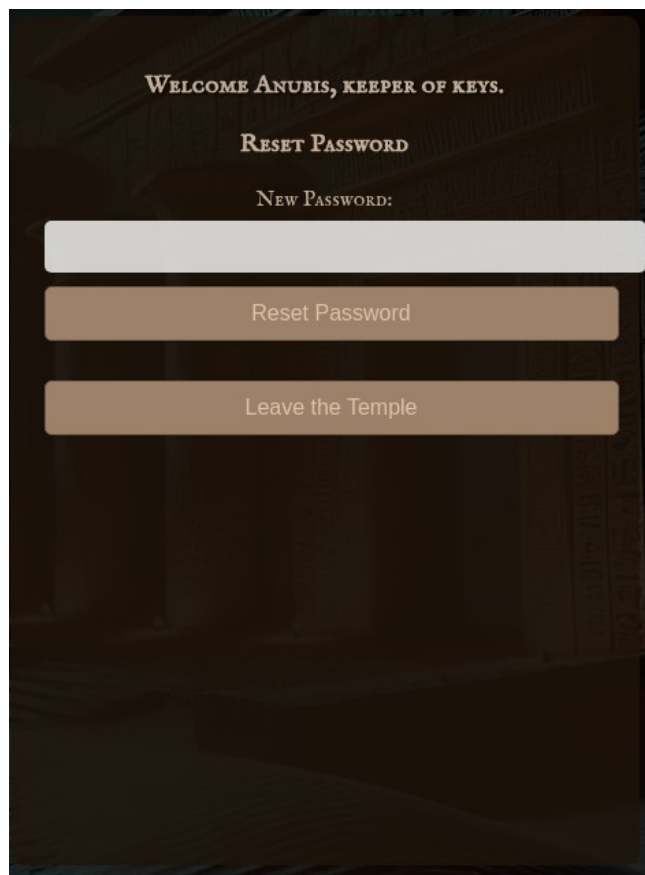 Welcome Anubis, keeper of keys.
Reset Password
New Password:
Reset Password
Leave the Temple